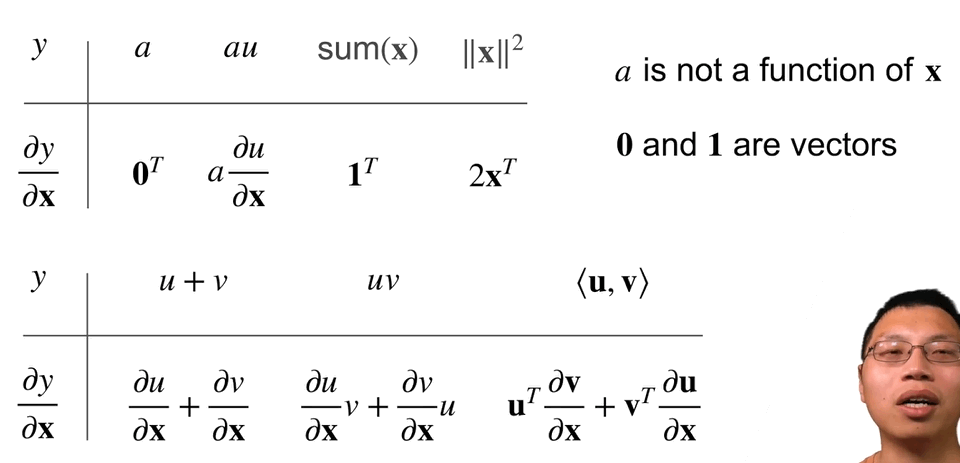 y a au sum(x) ‖x‖²
∂y/∂x 0ᵀ a ∂u/∂x 1ᵀ 2xᵀ
a is not a function of x
0 and 1 are vectors
y u + v uv ⟨u, v⟩
∂y/∂x ∂u/∂x + ∂v/∂x ∂u/∂x v + ∂v/∂x u uᵀ ∂v/∂x + vᵀ ∂u/∂x